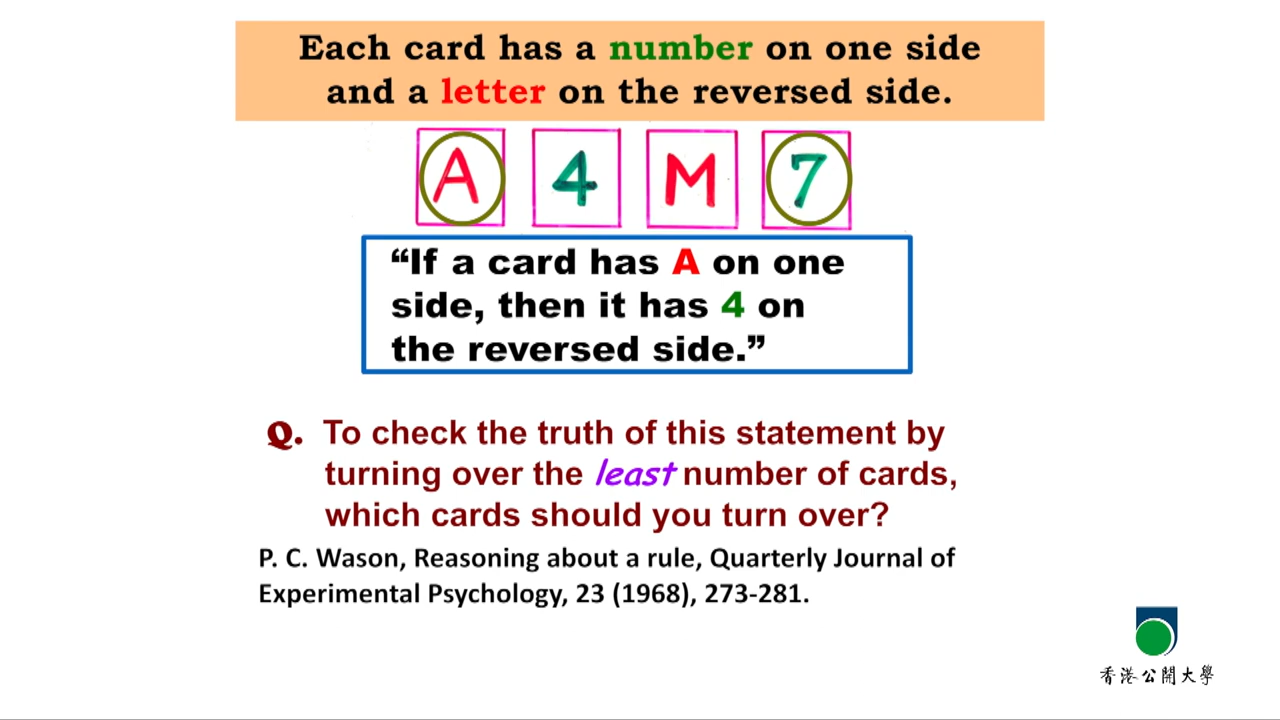 Each card has a number on one side
and a letter on the reversed side.
A 4 M 7
“If a card has A on one
side, then it has 4 on
the reversed side.”
Q. To check the truth of this statement by
turning over the least number of cards,
which cards should you turn over?
P. C. Wason, Reasoning about a rule, Quarterly Journal of
Experimental Psychology, 23 (1968), 273-281.
香港公開大學